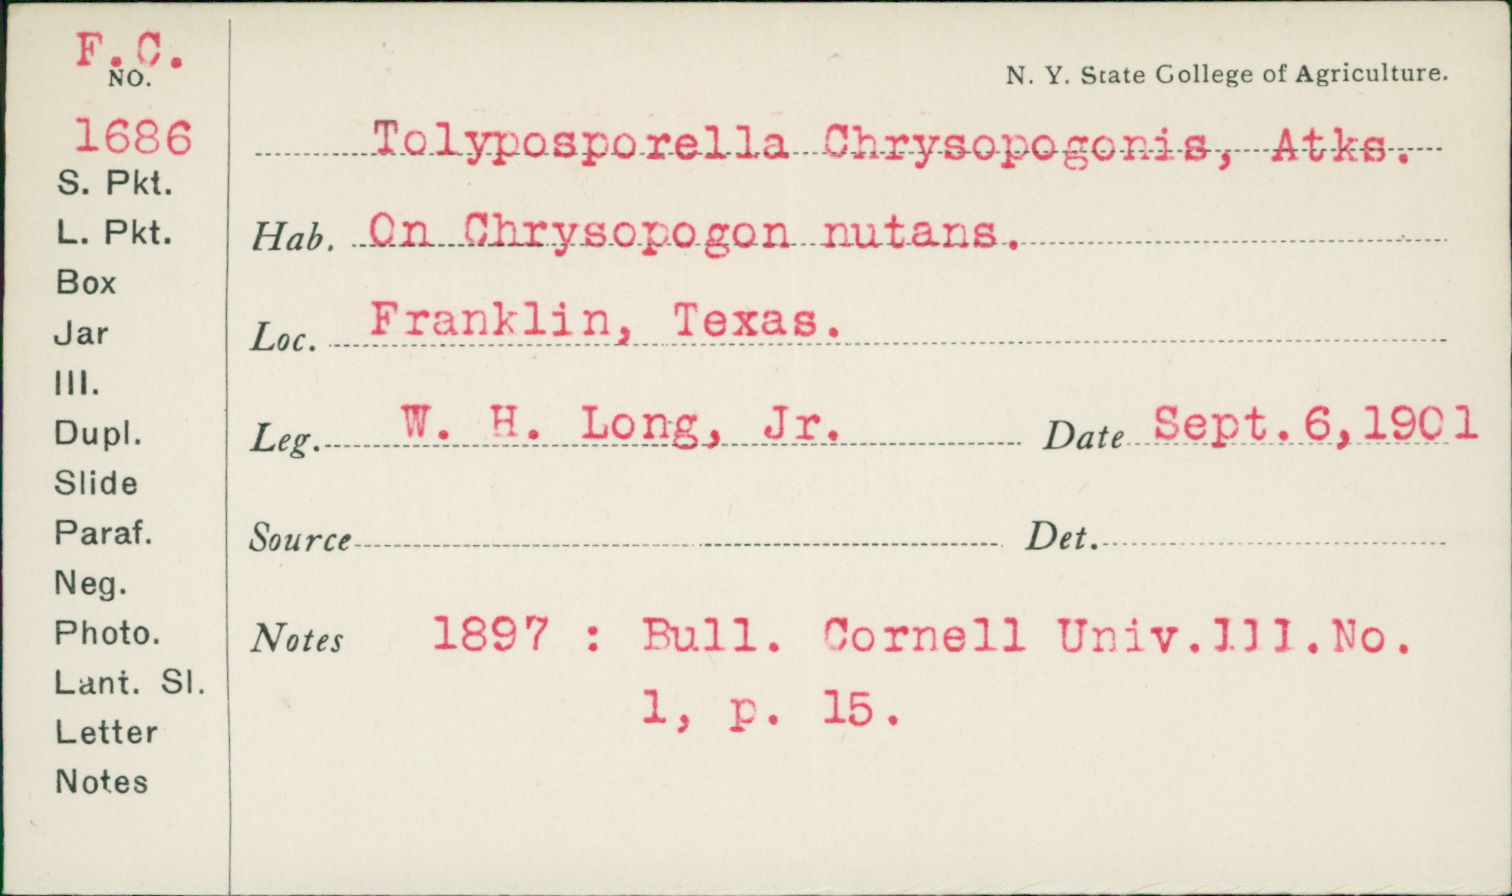 F.C.
NO.
1686
S. Pkt.
L. Pkt.
Box
Jar
Ill.
Dupl.
Slide
Paraf.
Neg.
Photo.
Lant. Sl.
Letter
Notes
N. Y. State College of Agriculture.
Tolyposporella Chrysopogonis, Atks.
Hab. On Chrysopogon nutans.
Loc. Franklin, Texas.
Leg. W. H. Long, Jr. Date Sept.6,1901
Source Det.
Notes 1897 : Bull. Cornell Univ.lll.No.
1, p. 15.